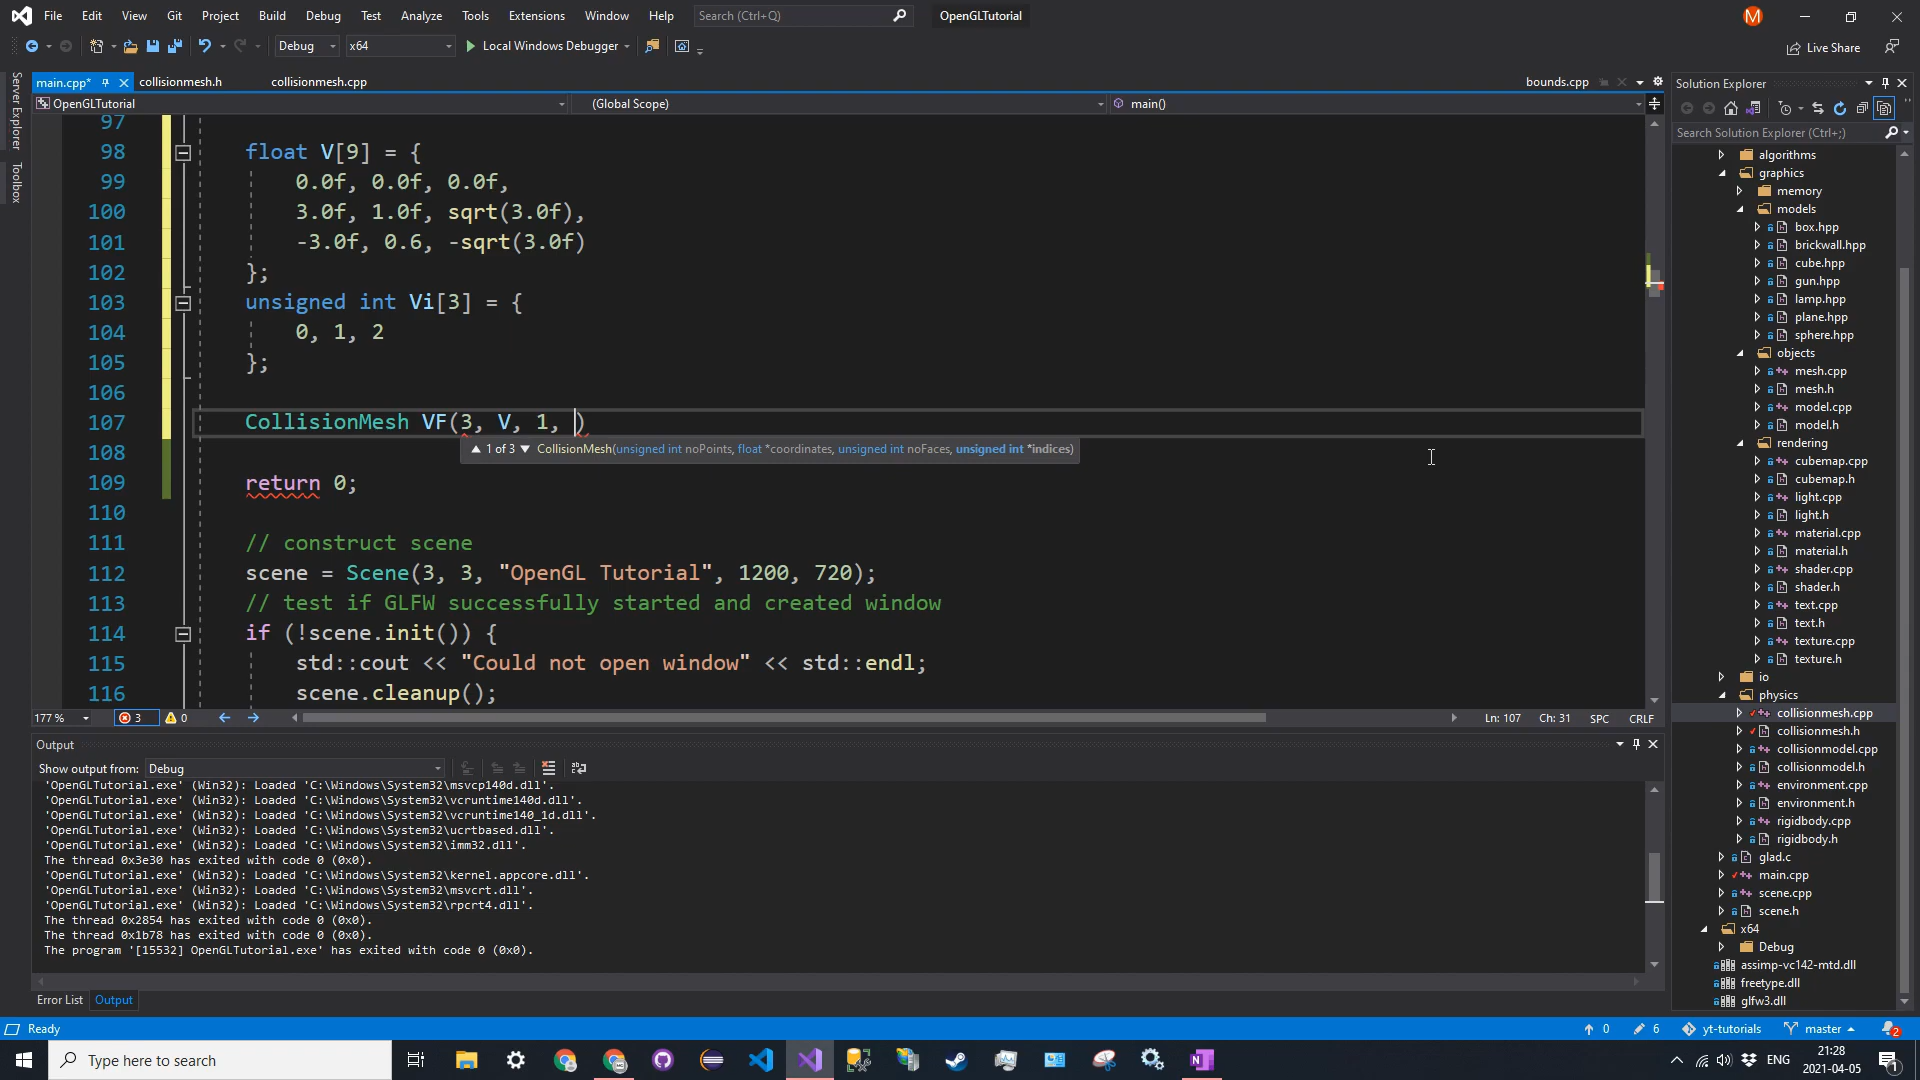 File Edit View Git Project Build Debug Test Analyze Tools Extensions Window Help Search (Ctrl+Q) OpenGLTutorial M
Debug x64 Local Windows Debugger Live Share
main.cpp* collisionmesh.h collisionmesh.cpp bounds.cpp
OpenGLTutorial (Global Scope) main()
Server Explorer
Toolbox
97
98 float V[9] = {
99 0.0f, 0.0f, 0.0f,
100 3.0f, 1.0f, sqrt(3.0f),
101 -3.0f, 0.6, -sqrt(3.0f)
102 };
103 unsigned int Vi[3] = {
104 0, 1, 2
105 };
106
107 CollisionMesh VF(3, V, 1, )
1 of 3 CollisionMesh(unsigned int noPoints, float *coordinates, unsigned int noFaces, unsigned int *indices)
108
109 return 0;
110
111 // construct scene
112 scene = Scene(3, 3, "OpenGL Tutorial", 1200, 720);
113 // test if GLFW successfully started and created window
114 if (!scene.init()) {
115 std::cout << "Could not open window" << std::endl;
116 scene.cleanup();
177 % 3 0 Ln: 107 Ch: 31 SPC CRLF
Output
Show output from: Debug
'OpenGLTutorial.exe' (Win32): Loaded 'C:\Windows\System32\msvcp140d.dll'.
'OpenGLTutorial.exe' (Win32): Loaded 'C:\Windows\System32\vcruntime140d.dll'.
'OpenGLTutorial.exe' (Win32): Loaded 'C:\Windows\System32\vcruntime140_1d.dll'.
'OpenGLTutorial.exe' (Win32): Loaded 'C:\Windows\System32\ucrtbased.dll'.
'OpenGLTutorial.exe' (Win32): Loaded 'C:\Windows\System32\imm32.dll'.
The thread 0x3e30 has exited with code 0 (0x0).
'OpenGLTutorial.exe' (Win32): Loaded 'C:\Windows\System32\kernel.appcore.dll'.
'OpenGLTutorial.exe' (Win32): Loaded 'C:\Windows\System32\msvcrt.dll'.
'OpenGLTutorial.exe' (Win32): Loaded 'C:\Windows\System32\rpcrt4.dll'.
The thread 0x2854 has exited with code 0 (0x0).
The thread 0x1b78 has exited with code 0 (0x0).
The program '[15532] OpenGLTutorial.exe' has exited with code 0 (0x0).
Error List Output
Solution Explorer
Search Solution Explorer (Ctrl+;)
algorithms
graphics
memory
models
box.hpp
brickwall.hpp
cube.hpp
gun.hpp
lamp.hpp
plane.hpp
sphere.hpp
objects
mesh.cpp
mesh.h
model.cpp
model.h
rendering
cubemap.cpp
cubemap.h
light.cpp
light.h
material.cpp
material.h
shader.cpp
shader.h
text.cpp
text.h
texture.cpp
texture.h
io
physics
collisionmesh.cpp
collisionmesh.h
collisionmodel.cpp
collisionmodel.h
environment.cpp
environment.h
rigidbody.cpp
rigidbody.h
glad.c
main.cpp
scene.cpp
scene.h
x64
Debug
assimp-vc142-mtd.dll
freetype.dll
glfw3.dll
Ready 0 6 yt-tutorials master 2
Type here to search N ENG 21:28
2021-04-05 1